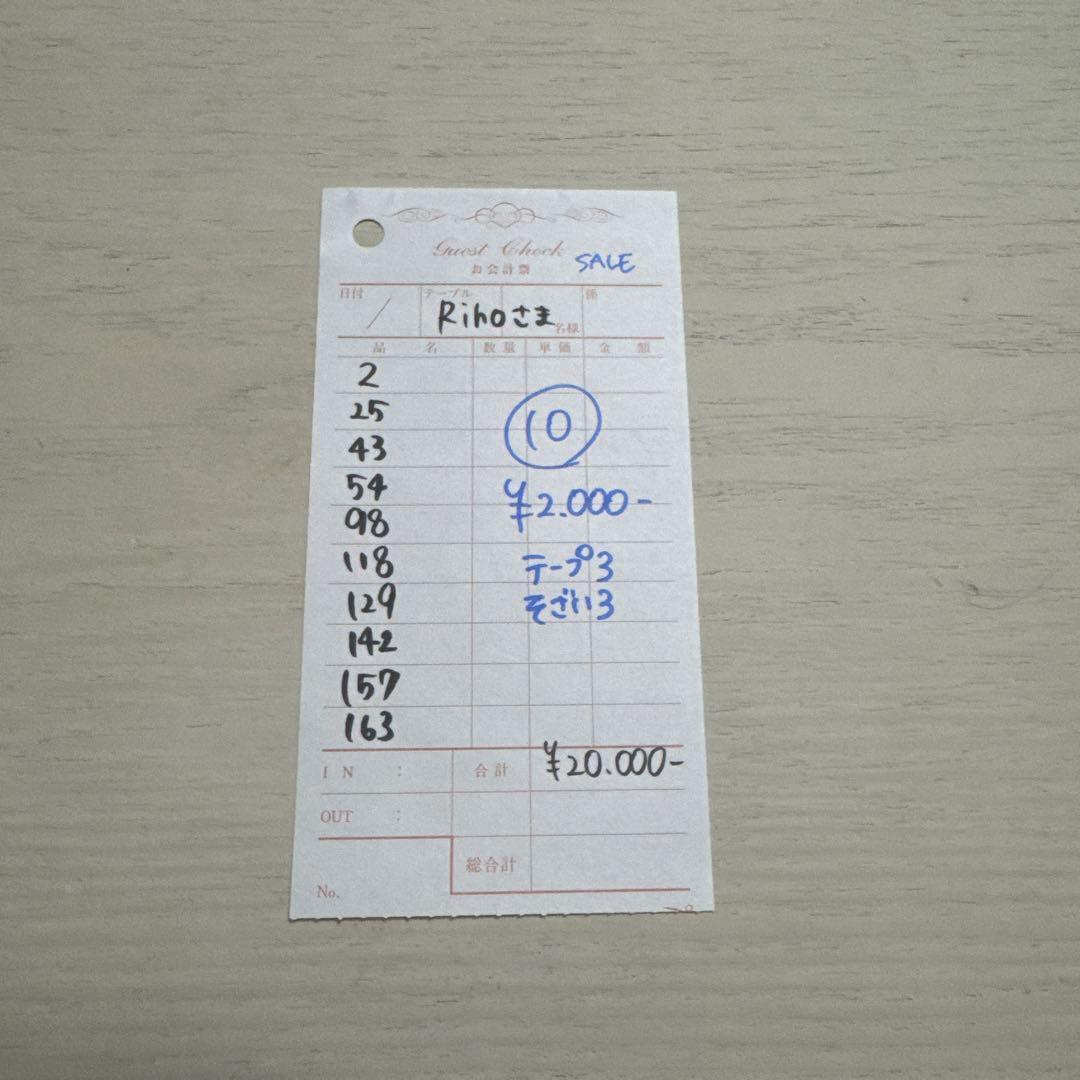 Guest Check
お会計票
SALE
日付 / テーブル Rihoさま 名様 係
品名 数量 単価 金額
2
25
43
54
98
118
129
142
157
163
10
¥2.000-
テープ3
そざい3
IN : 合計 ¥20.000-
OUT :
総合計
No.